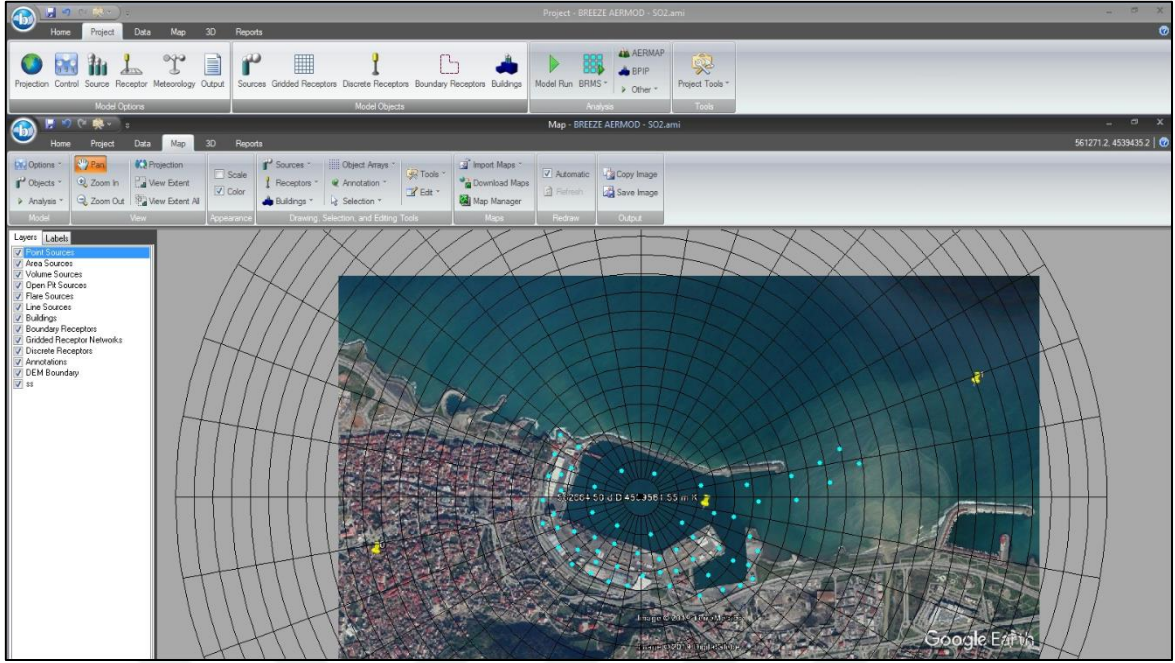 Project - BREEZE AERMOD - SO2.ami
Home Project Data Map 3D Reports
Projection Control Source Receptor Meteorology Output Sources Gridded Receptors Discrete Receptors Boundary Receptors Buildings Model Run BRMS AERMAP BPIP Other Project Tools
Model Options Model Objects Analysis Tools
Map - BREEZE AERMOD - SO2.ami
Home Project Data Map 3D Reports 561271.2, 4539435.2
Options Pan Projection Scale Sources Object Arrays Tools Import Maps Automatic Copy Image
Objects Zoom In View Extent Color Receptors Annotation Edit Download Maps Refresh Save Image
Analysis Zoom Out View Extent All Buildings Selection Map Manager
Model View Appearance Drawing, Selection, and Editing Tools Maps Redraw Output
Layers Labels
Point Sources
Area Sources
Volume Sources
Open Pit Sources
Flare Sources
Line Sources
Buildings
Boundary Receptors
Gridded Receptor Networks
Discrete Receptors
Annotations
DEM Boundary
ss
Google Earth